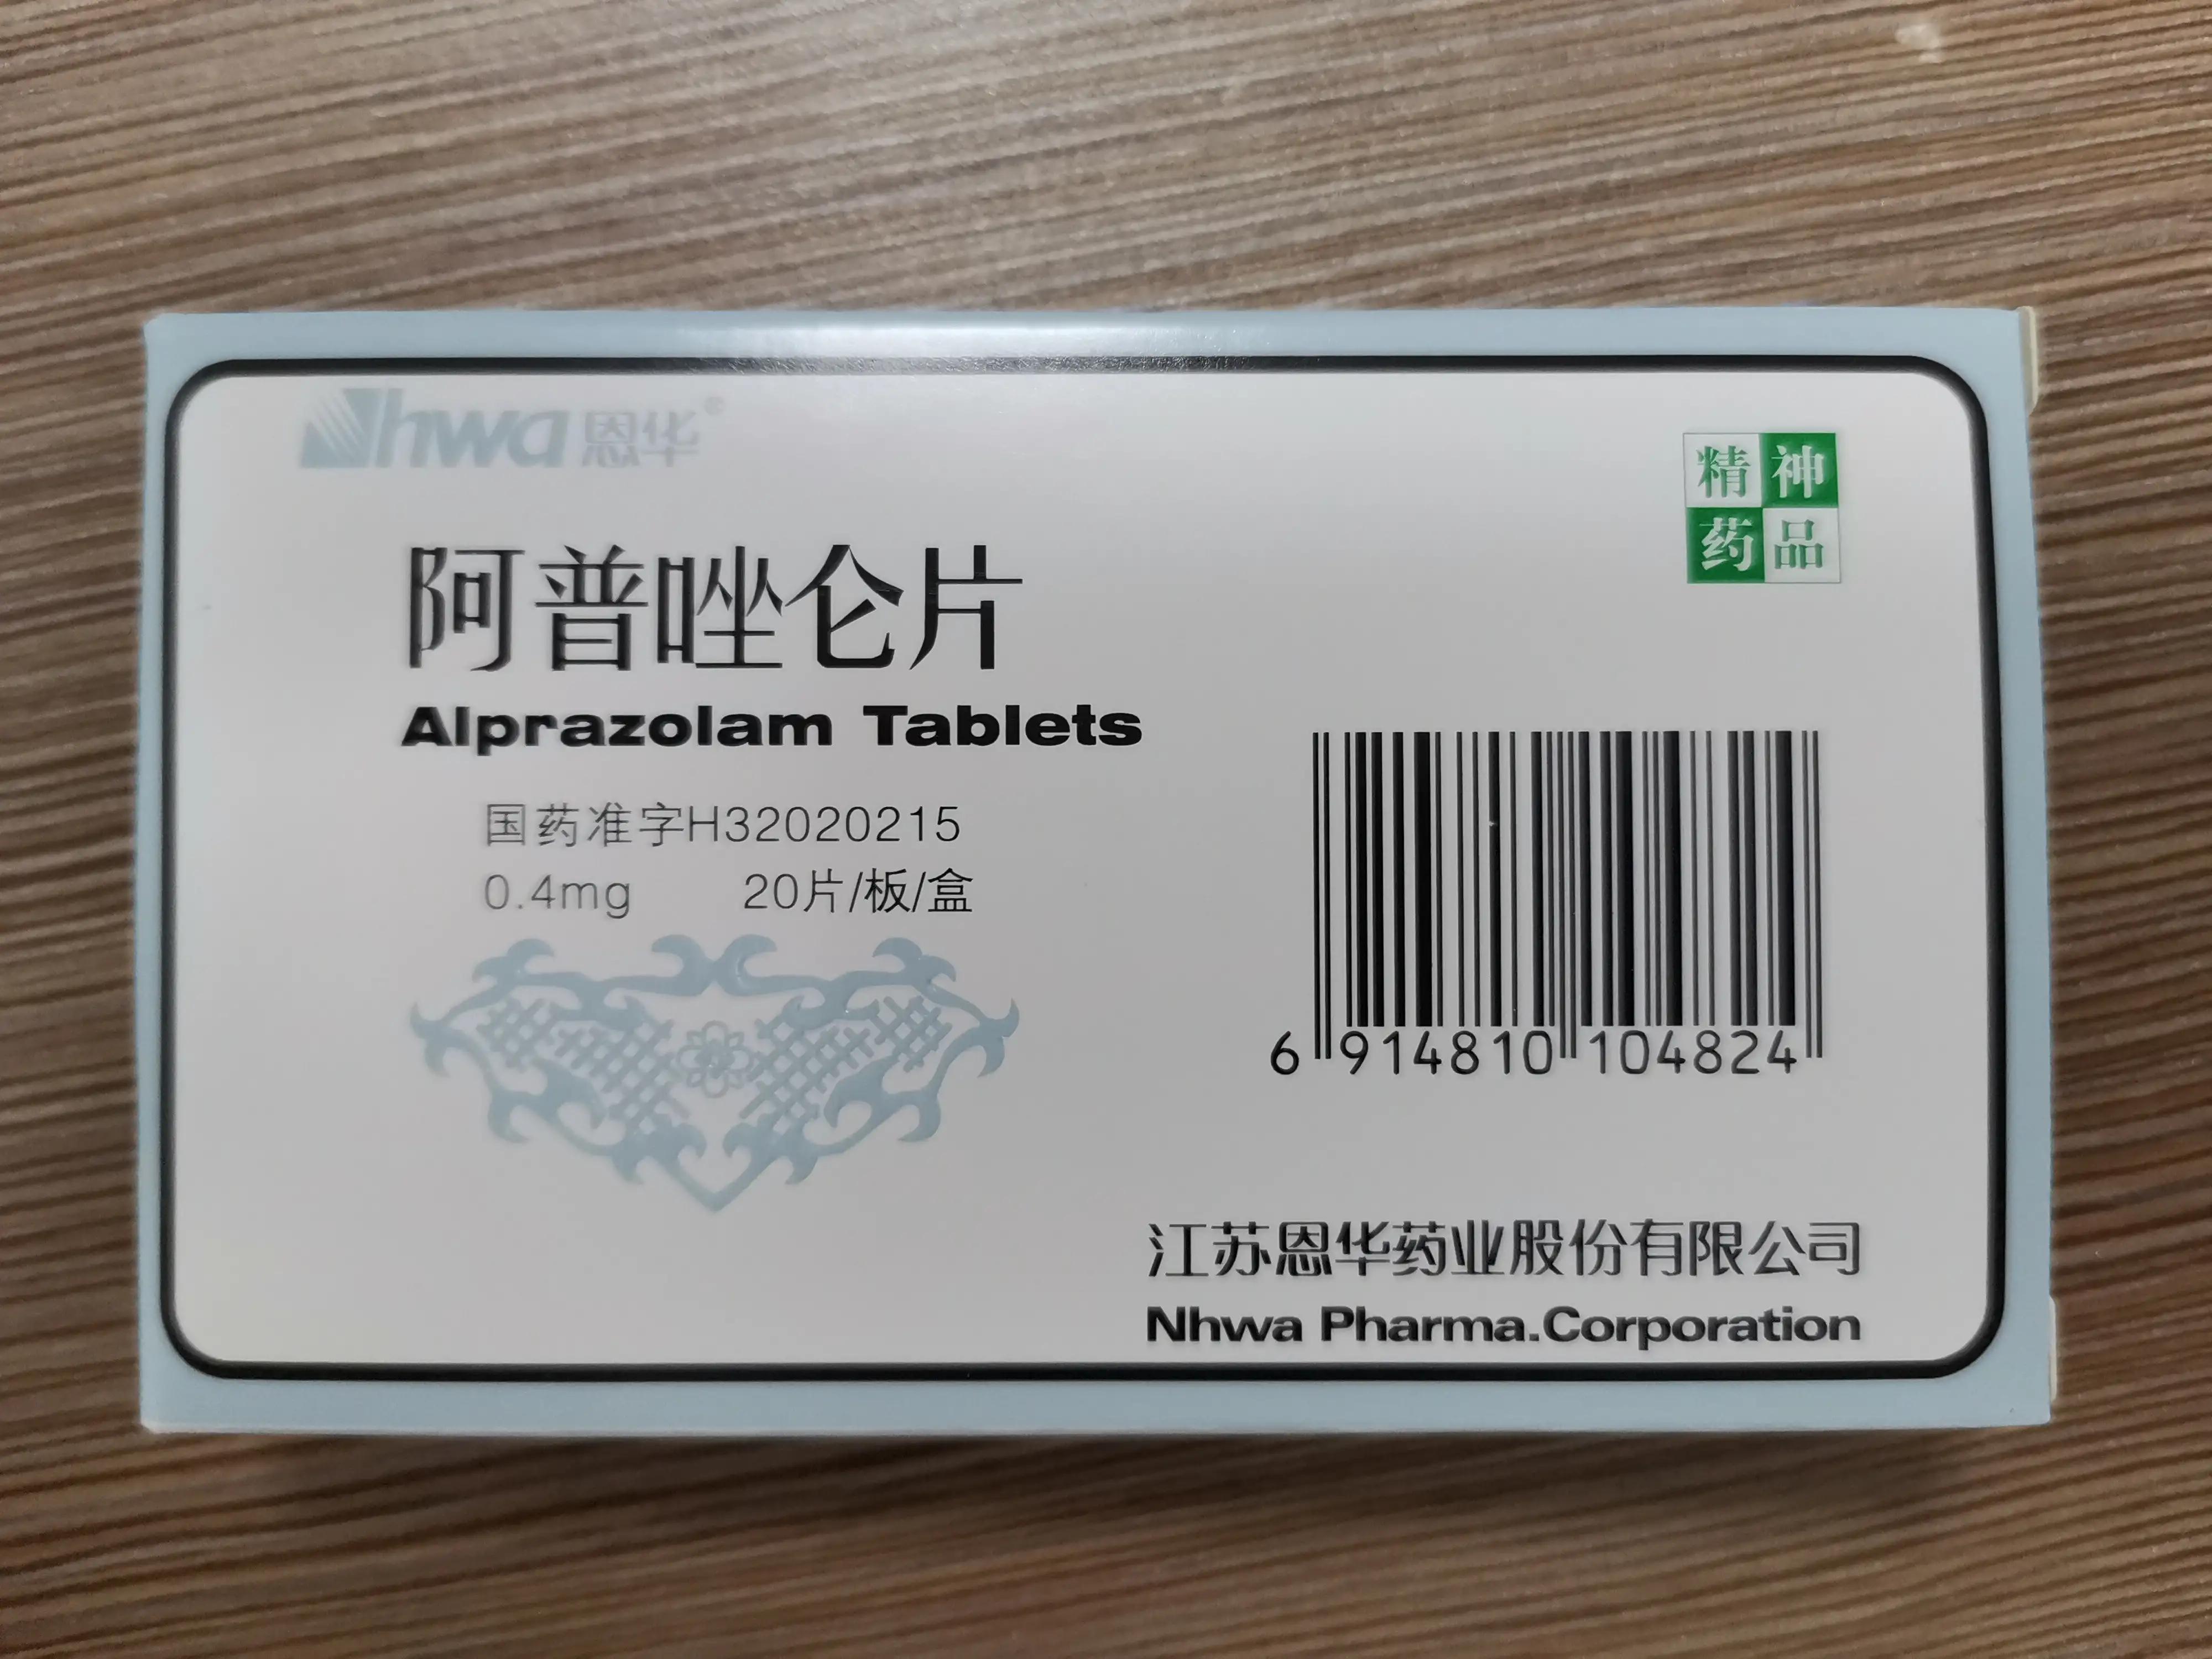 Nhwa 恩华®
精神
药品
阿普唑仑片
Alprazolam Tablets
国药准字H32020215
0.4mg 20片/板/盒
6 914810 104824
江苏恩华药业股份有限公司
Nhwa Pharma.Corporation